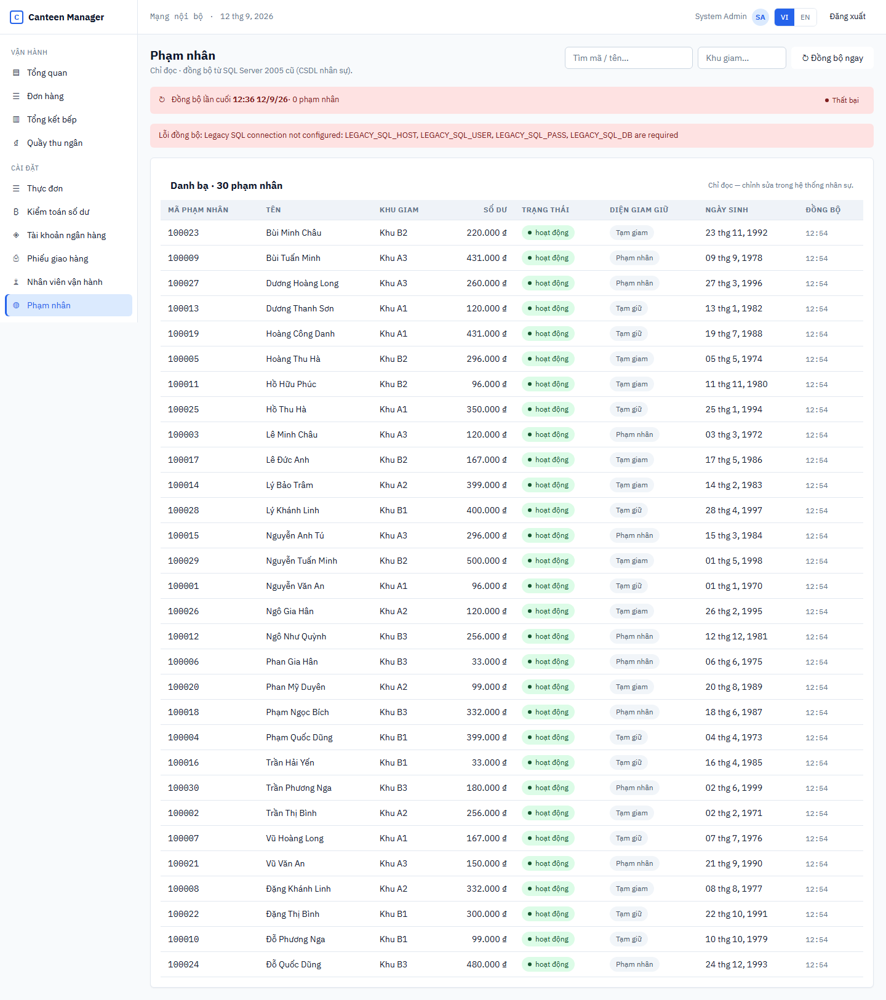 C Canteen Manager
Mạng nội bộ · 12 thg 9, 2026
System Admin SA VI EN Đăng xuất
VẬN HÀNH
Tổng quan
Đơn hàng
Tổng kết bếp
₫ Quầy thu ngân
CÀI ĐẶT
Thực đơn
₿ Kiểm toán số dư
Tài khoản ngân hàng
Phiếu giao hàng
Nhân viên vận hành
Phạm nhân
Phạm nhân
Chỉ đọc · đồng bộ từ SQL Server 2005 cũ (CSDL nhân sự).
Tìm mã / tên...
Khu giam...
↻ Đồng bộ ngay
↻ Đồng bộ lần cuối 12:36 12/9/26· 0 phạm nhân
● Thất bại
Lỗi đồng bộ: Legacy SQL connection not configured: LEGACY_SQL_HOST, LEGACY_SQL_USER, LEGACY_SQL_PASS, LEGACY_SQL_DB are required
Danh bạ · 30 phạm nhân
Chỉ đọc — chỉnh sửa trong hệ thống nhân sự.
MÃ PHẠM NHÂN TÊN KHU GIAM SỐ DƯ TRẠNG THÁI DIỆN GIAM GIỮ NGÀY SINH ĐỒNG BỘ
100023 Bùi Minh Châu Khu B2 220.000 ₫ hoạt động Tạm giam 23 thg 11, 1992 12:54
100009 Bùi Tuấn Minh Khu A3 431.000 ₫ hoạt động Phạm nhân 09 thg 9, 1978 12:54
100027 Dương Hoàng Long Khu A3 260.000 ₫ hoạt động Phạm nhân 27 thg 3, 1996 12:54
100013 Dương Thanh Sơn Khu A1 120.000 ₫ hoạt động Tạm giữ 13 thg 1, 1982 12:54
100019 Hoàng Công Danh Khu A1 431.000 ₫ hoạt động Tạm giữ 19 thg 7, 1988 12:54
100005 Hoàng Thu Hà Khu B2 296.000 ₫ hoạt động Tạm giam 05 thg 5, 1974 12:54
100011 Hồ Hữu Phúc Khu B2 96.000 ₫ hoạt động Tạm giam 11 thg 11, 1980 12:54
100025 Hồ Thu Hà Khu A1 350.000 ₫ hoạt động Tạm giữ 25 thg 1, 1994 12:54
100003 Lê Minh Châu Khu A3 120.000 ₫ hoạt động Phạm nhân 03 thg 3, 1972 12:54
100017 Lê Đức Anh Khu B2 167.000 ₫ hoạt động Tạm giam 17 thg 5, 1986 12:54
100014 Lý Bảo Trâm Khu A2 399.000 ₫ hoạt động Tạm giam 14 thg 2, 1983 12:54
100028 Lý Khánh Linh Khu B1 400.000 ₫ hoạt động Tạm giữ 28 thg 4, 1997 12:54
100015 Nguyễn Anh Tú Khu A3 296.000 ₫ hoạt động Phạm nhân 15 thg 3, 1984 12:54
100029 Nguyễn Tuấn Minh Khu B2 500.000 ₫ hoạt động Tạm giam 01 thg 5, 1998 12:54
100001 Nguyễn Văn An Khu A1 96.000 ₫ hoạt động Tạm giữ 01 thg 1, 1970 12:54
100026 Ngô Gia Hân Khu A2 120.000 ₫ hoạt động Tạm giam 26 thg 2, 1995 12:54
100012 Ngô Như Quỳnh Khu B3 256.000 ₫ hoạt động Phạm nhân 12 thg 12, 1981 12:54
100006 Phan Gia Hân Khu B3 33.000 ₫ hoạt động Phạm nhân 06 thg 6, 1975 12:54
100020 Phan Mỹ Duyên Khu A2 99.000 ₫ hoạt động Tạm giam 20 thg 8, 1989 12:54
100018 Phạm Ngọc Bích Khu B3 332.000 ₫ hoạt động Phạm nhân 18 thg 6, 1987 12:54
100004 Phạm Quốc Dũng Khu B1 399.000 ₫ hoạt động Tạm giữ 04 thg 4, 1973 12:54
100016 Trần Hải Yến Khu B1 33.000 ₫ hoạt động Tạm giữ 16 thg 4, 1985 12:54
100030 Trần Phương Nga Khu B3 180.000 ₫ hoạt động Phạm nhân 02 thg 6, 1999 12:54
100002 Trần Thị Bình Khu A2 256.000 ₫ hoạt động Tạm giam 02 thg 2, 1971 12:54
100007 Vũ Hoàng Long Khu A1 167.000 ₫ hoạt động Tạm giữ 07 thg 7, 1976 12:54
100021 Vũ Văn An Khu A3 150.000 ₫ hoạt động Phạm nhân 21 thg 9, 1990 12:54
100008 Đặng Khánh Linh Khu A2 332.000 ₫ hoạt động Tạm giam 08 thg 8, 1977 12:54
100022 Đặng Thị Bình Khu B1 300.000 ₫ hoạt động Tạm giữ 22 thg 10, 1991 12:54
100010 Đỗ Phương Nga Khu B1 99.000 ₫ hoạt động Tạm giữ 10 thg 10, 1979 12:54
100024 Đỗ Quốc Dũng Khu B3 480.000 ₫ hoạt động Phạm nhân 24 thg 12, 1993 12:54